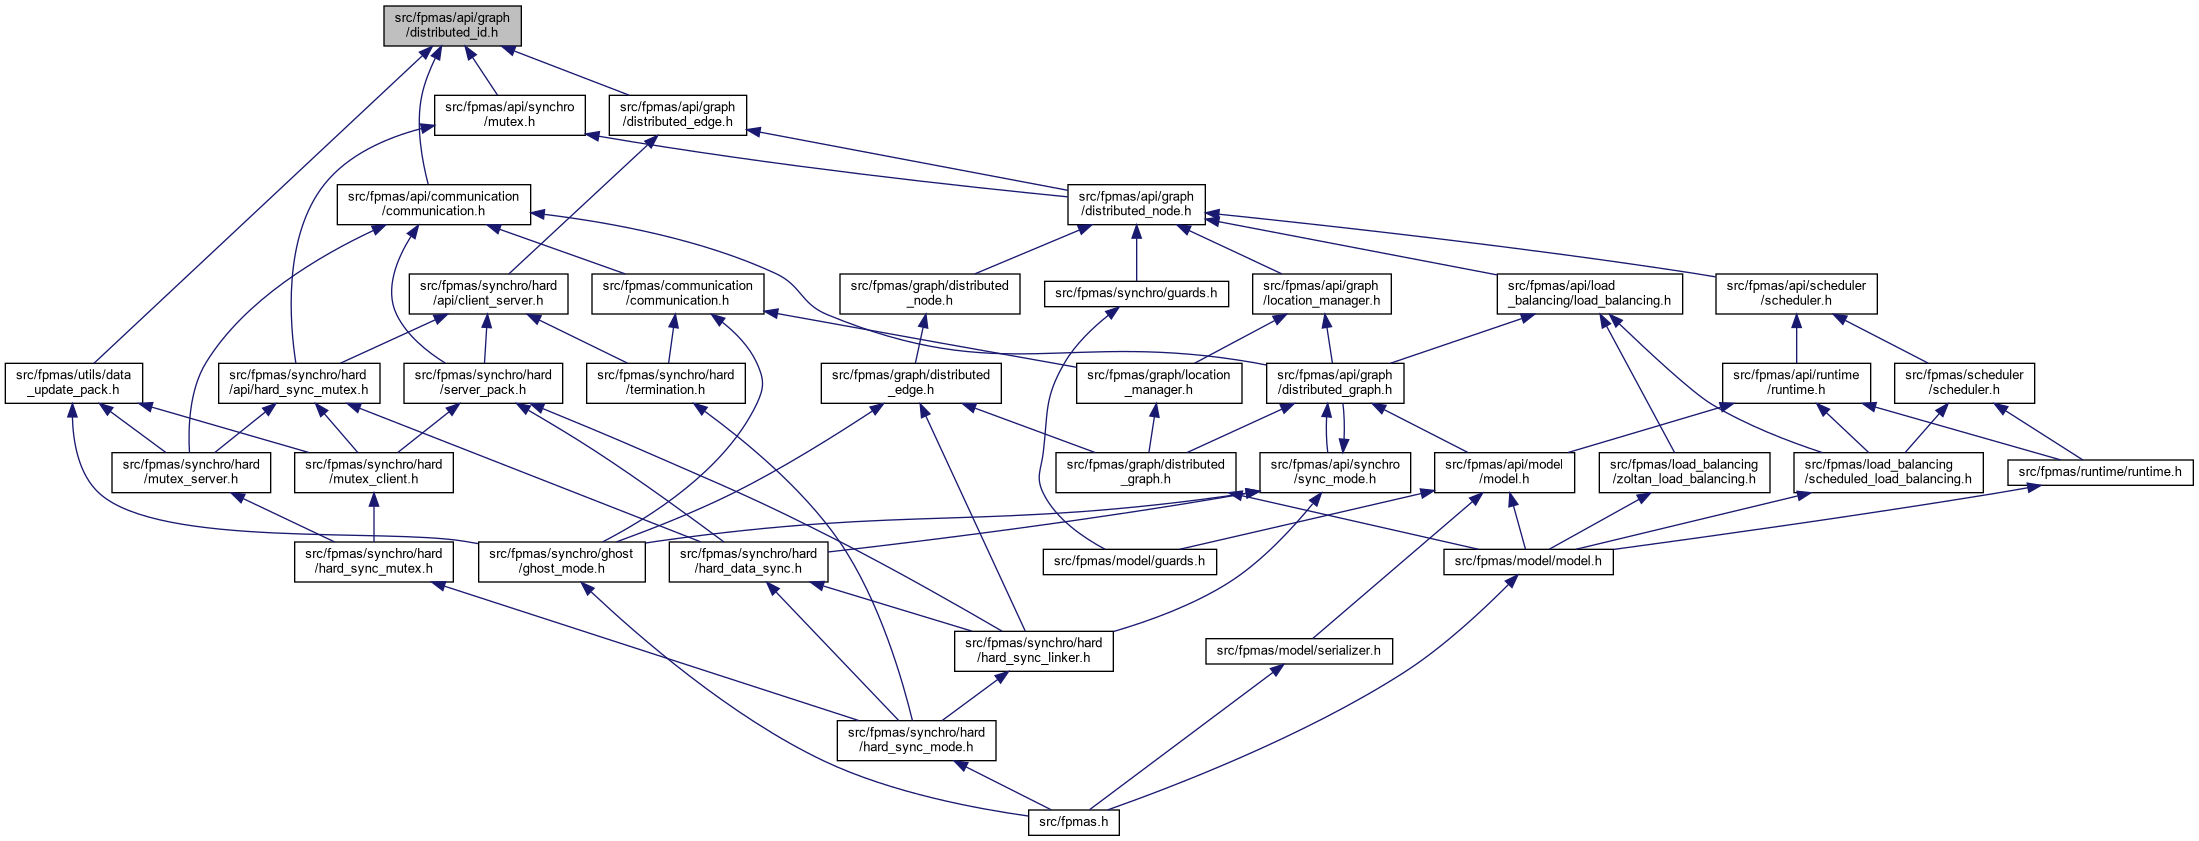 src/fpmas/api/graph
/distributed_id.h
src/fpmas/api/synchro
/mutex.h
src/fpmas/api/graph
/distributed_edge.h
src/fpmas/api/communication
/communication.h
src/fpmas/api/graph
/distributed_node.h
src/fpmas/synchro/hard
/api/client_server.h
src/fpmas/communication
/communication.h
src/fpmas/graph/distributed
_node.h
src/fpmas/synchro/guards.h
src/fpmas/api/graph
/location_manager.h
src/fpmas/api/load
_balancing/load_balancing.h
src/fpmas/api/scheduler
/scheduler.h
src/fpmas/utils/data
_update_pack.h
src/fpmas/synchro/hard
/api/hard_sync_mutex.h
src/fpmas/synchro/hard
/server_pack.h
src/fpmas/synchro/hard
/termination.h
src/fpmas/graph/distributed
_edge.h
src/fpmas/graph/location
_manager.h
src/fpmas/api/graph
/distributed_graph.h
src/fpmas/api/runtime
/runtime.h
src/fpmas/scheduler
/scheduler.h
src/fpmas/synchro/hard
/mutex_server.h
src/fpmas/synchro/hard
/mutex_client.h
src/fpmas/graph/distributed
_graph.h
src/fpmas/api/synchro
/sync_mode.h
src/fpmas/api/model
/model.h
src/fpmas/load_balancing
/zoltan_load_balancing.h
src/fpmas/load_balancing
/scheduled_load_balancing.h
src/fpmas/runtime/runtime.h
src/fpmas/synchro/hard
/hard_sync_mutex.h
src/fpmas/synchro/ghost
/ghost_mode.h
src/fpmas/synchro/hard
/hard_data_sync.h
src/fpmas/model/guards.h
src/fpmas/model/model.h
src/fpmas/synchro/hard
/hard_sync_linker.h
src/fpmas/model/serializer.h
src/fpmas/synchro/hard
/hard_sync_mode.h
src/fpmas.h